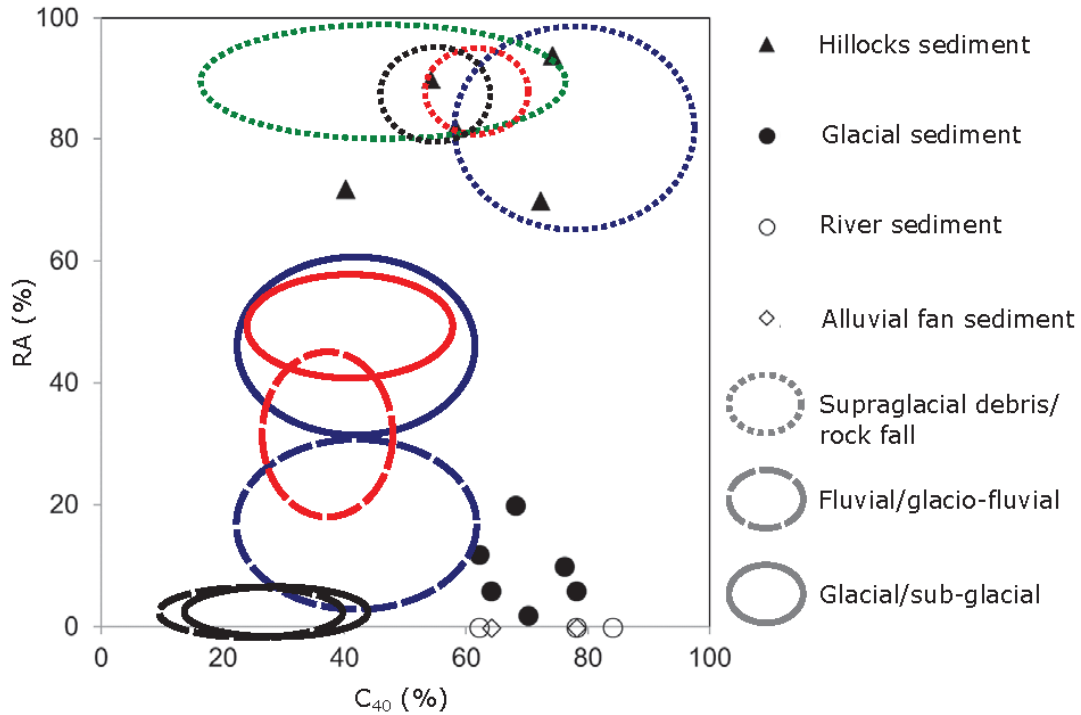 100
80
60
40
20
0
0
20
40
60
80
100
RA (%)
C₄₀ (%)
Hillocks sediment
Glacial sediment
River sediment
Alluvial fan sediment
Supraglacial debris/
rock fall
Fluvial/glacio-fluvial
Glacial/sub-glacial